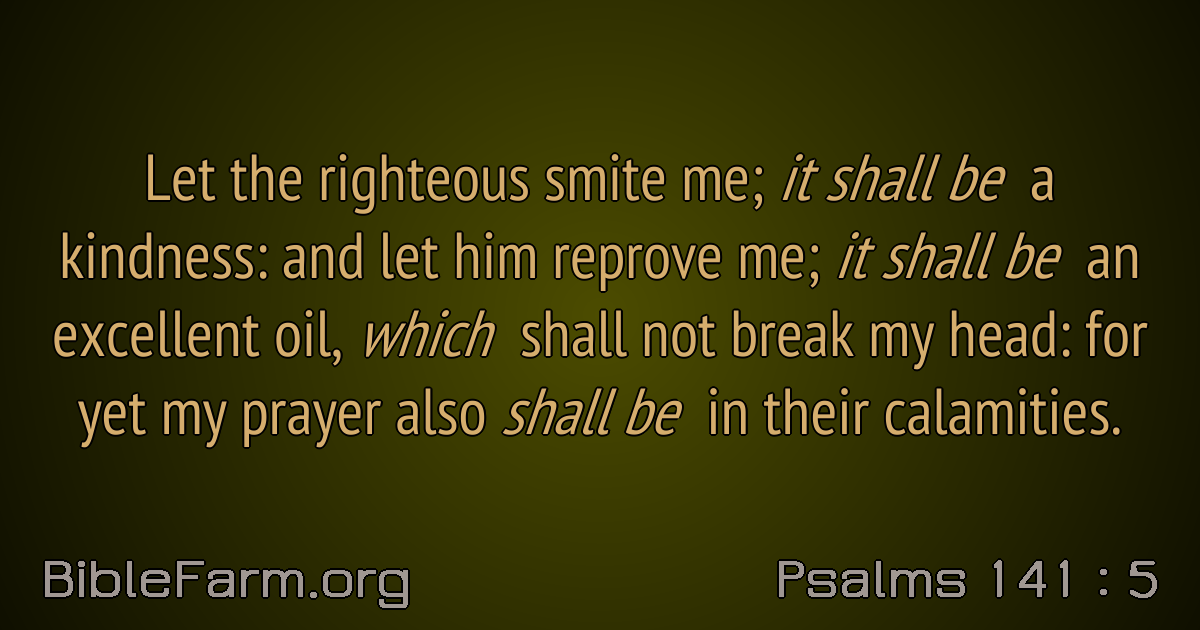 Let the righteous smite me; it shall be a
kindness: and let him reprove me; it shall be an
excellent oil, which shall not break my head: for
yet my prayer also shall be in their calamities.
BibleFarm.org
Psalms 141 : 5